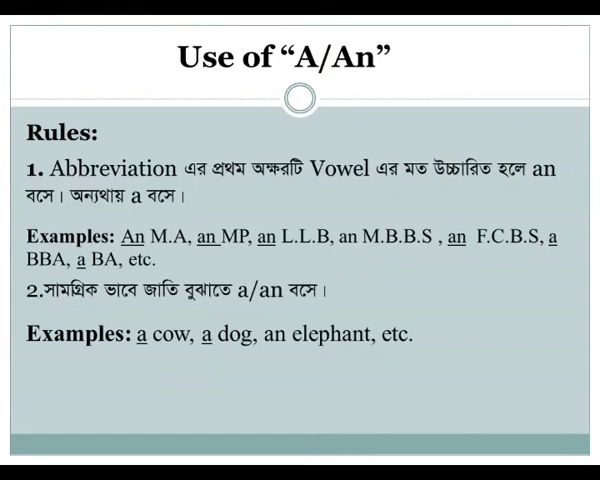 Use of “A/An”
Rules:
1. Abbreviation এর প্রথম অক্ষরটি Vowel এর মত উচ্চারিত হলে an
বসে। অন্যথায় a বসে।
Examples: An M.A, an MP, an L.L.B, an M.B.B.S , an F.C.B.S, a
BBA, a BA, etc.
2.সামগ্রিক ভাবে জাতি বুঝাতে a/an বসে।
Examples: a cow, a dog, an elephant, etc.